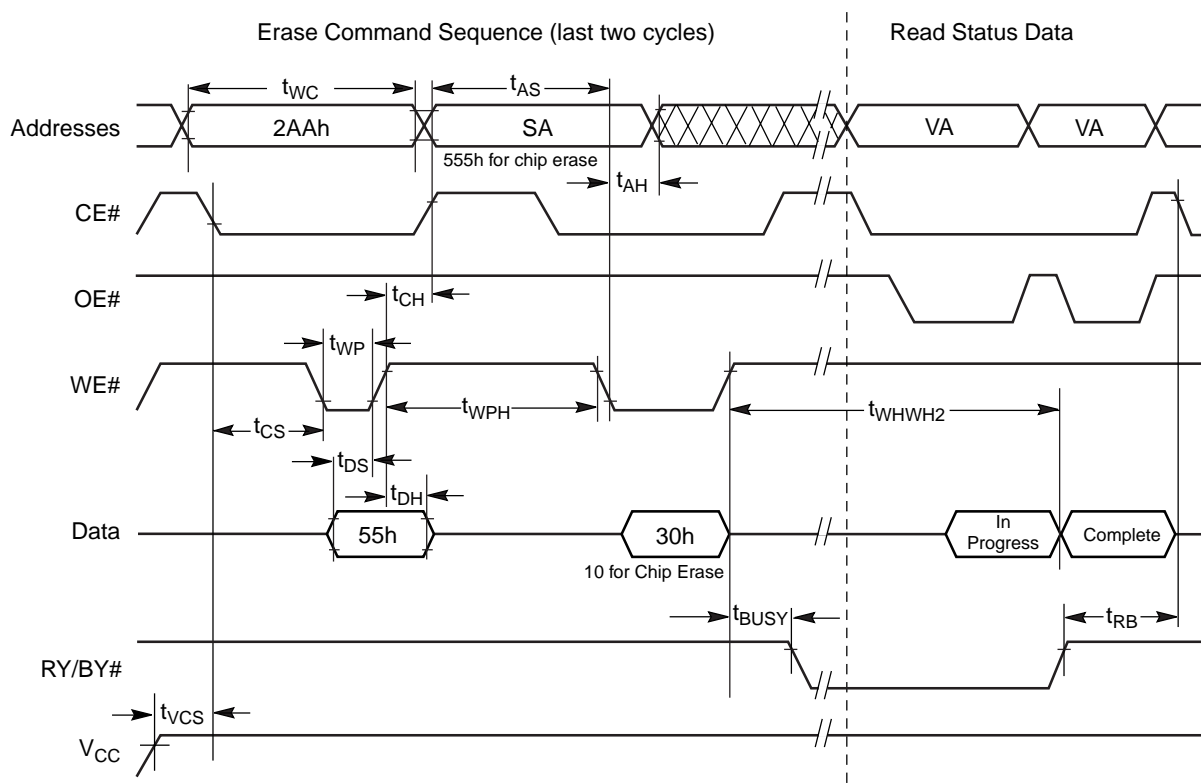 Erase Command Sequence (last two cycles)
Read Status Data
tWC
tAS
Addresses
2AAh
SA
VA
VA
555h for chip erase
tAH
CE#
OE#
tCH
tWP
WE#
tWPH
tWHWH2
tCS
tDS
tDH
Data
55h
30h
In
Progress
Complete
10 for Chip Erase
tBUSY
tRB
RY/BY#
tVCS
VCC